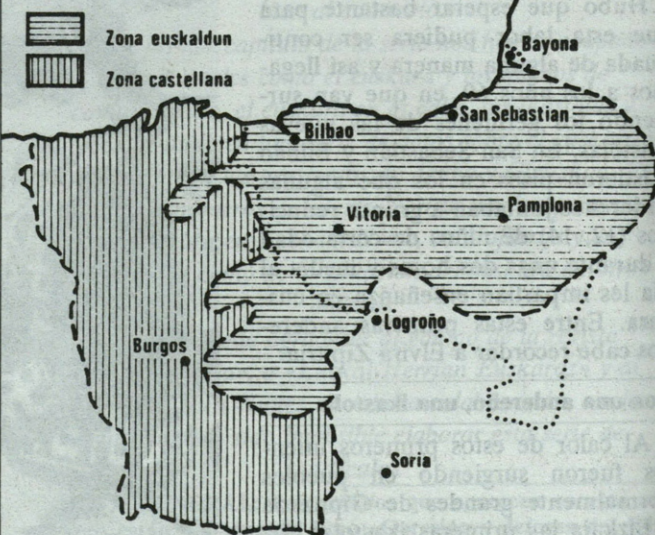 Zona euskaldun
Zona castellana
Bayona
San Sebastian
Bilbao
Vitoria
Pamplona
Logroño
Burgos
Soria